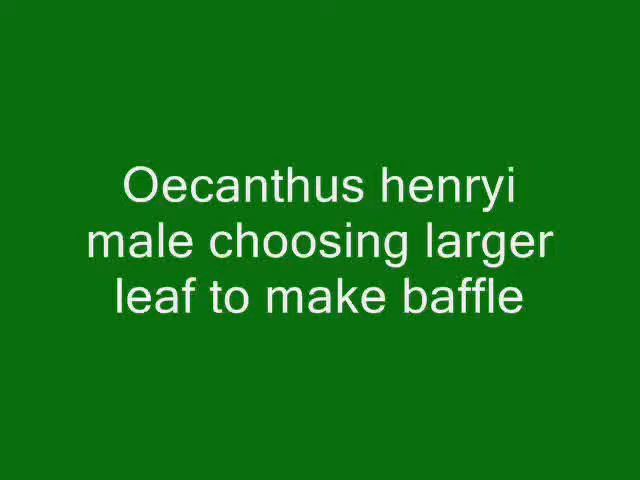 Oecanthus henryi
male choosing larger
leaf to make baffle